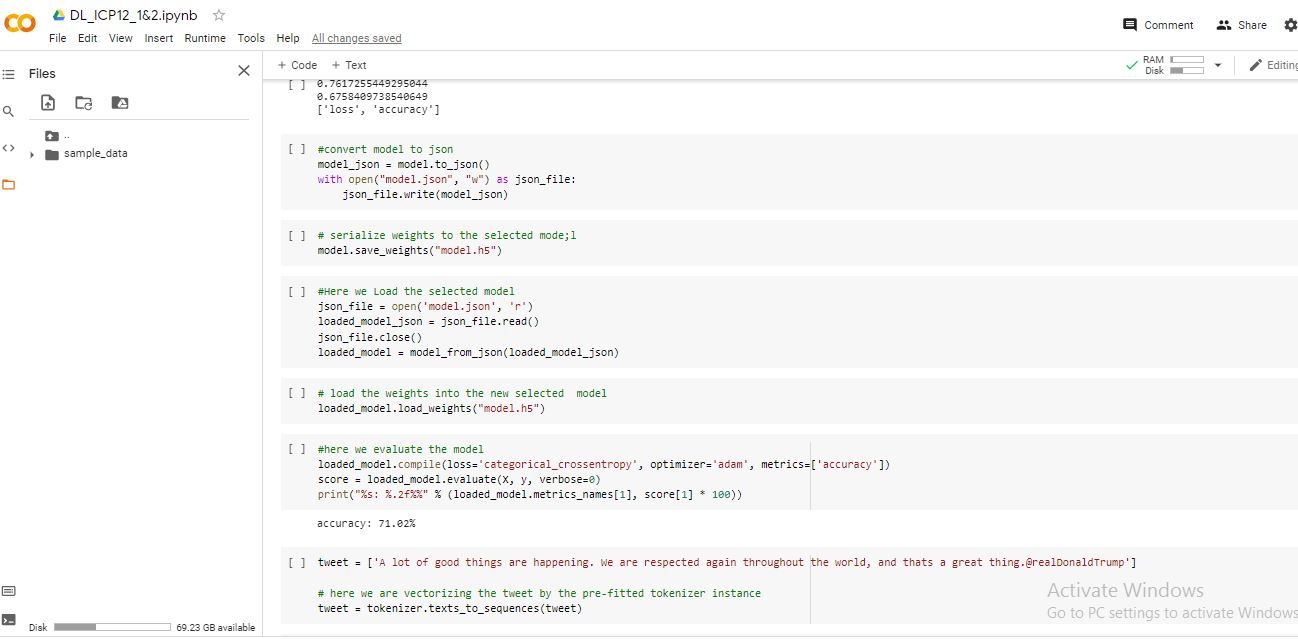 DL_ICP12_1&2.ipynb
File Edit View Insert Runtime Tools Help All changes saved
Comment Share
Files
+ Code + Text
RAM
Disk
Editing
..
sample_data
[ ] 0.7617255449295044
0.6758409738540649
['loss', 'accuracy']
[ ] #convert model to json
model_json = model.to_json()
with open("model.json", "w") as json_file:
    json_file.write(model_json)
[ ] # serialize weights to the selected mode;l
model.save_weights("model.h5")
[ ] #Here we Load the selected model
json_file = open('model.json', 'r')
loaded_model_json = json_file.read()
json_file.close()
loaded_model = model_from_json(loaded_model_json)
[ ] # load the weights into the new selected  model
loaded_model.load_weights("model.h5")
[ ] #here we evaluate the model
loaded_model.compile(loss='categorical_crossentropy', optimizer='adam', metrics=['accuracy'])
score = loaded_model.evaluate(X, y, verbose=0)
print("%s: %.2f%%" % (loaded_model.metrics_names[1], score[1] * 100))
accuracy: 71.02%
[ ] tweet = ['A lot of good things are happening. We are respected again throughout the world, and thats a great thing.@realDonaldTrump']
# here we are vectorizing the tweet by the pre-fitted tokenizer instance
tweet = tokenizer.texts_to_sequences(tweet)
Activate Windows
Go to PC settings to activate Windows
Disk 69.23 GB available